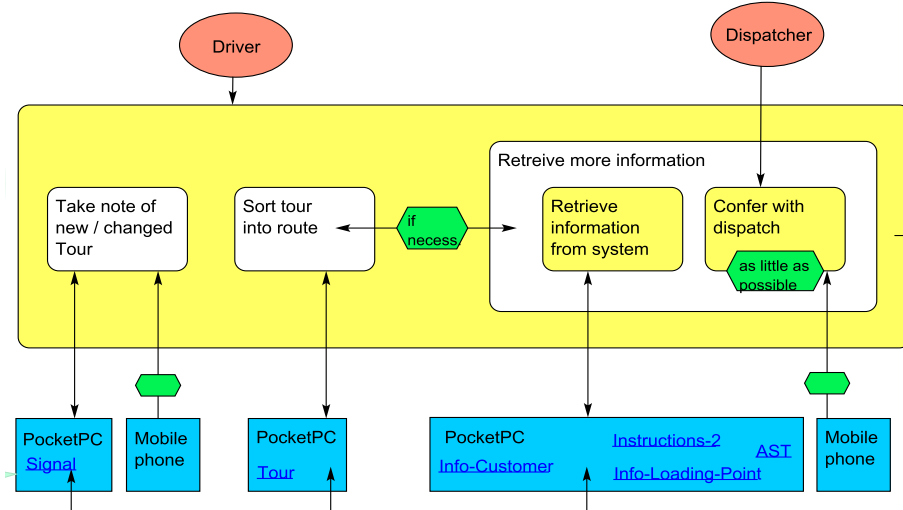 Driver
Dispatcher
Retreive more information
Take note of
new / changed
Tour
Sort tour
into route
if
necess.
Retrieve
information
from system
Confer with
dispatch
as little as
possible
PocketPC
Signal
Mobile
phone
PocketPC
Tour
PocketPC
Instructions-2
AST
Info-Customer
Info-Loading-Point
Mobile
phone